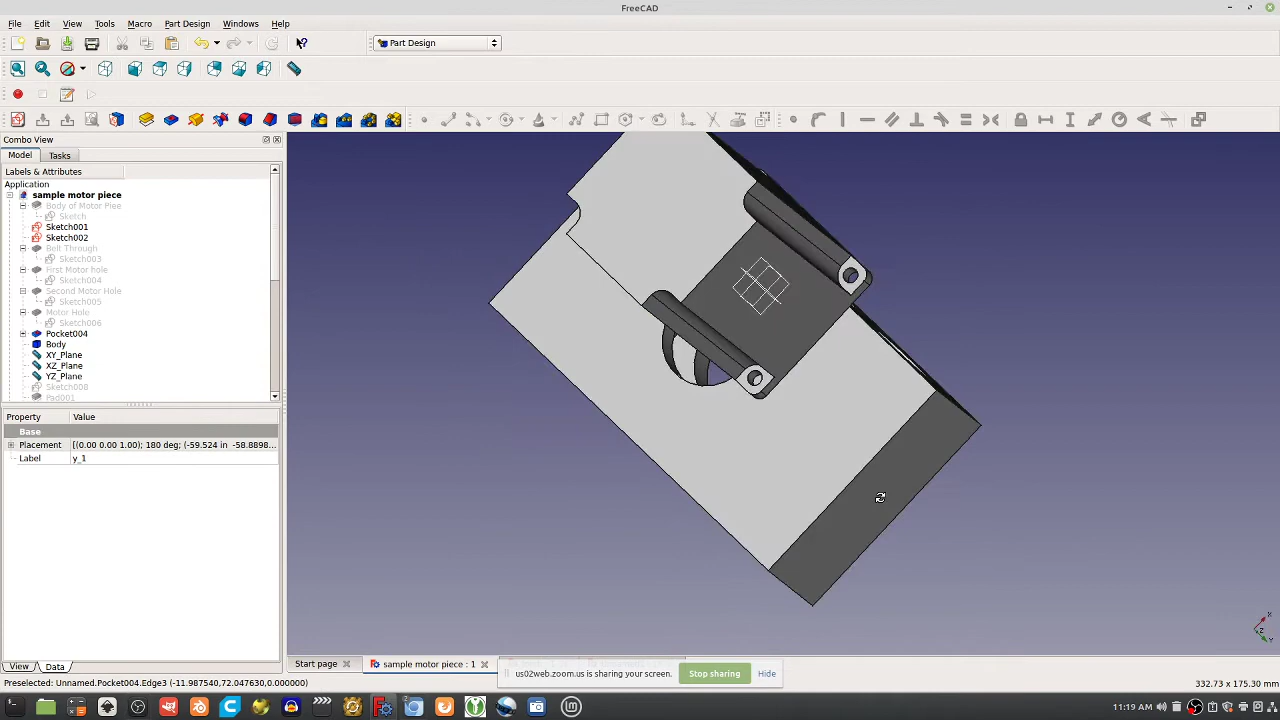 FreeCAD
File Edit View Tools Macro Part Design Windows Help
Part Design
Combo View
Model Tasks
Labels & Attributes
Application
sample motor piece
Body of Motor Piee
Sketch
Sketch001
Sketch002
Bolt Through
Sketch003
First Motor hole
Sketch004
Second Motor hole
Sketch005
Motor Hole
Sketch006
Pocket004
Body
XY_Plane
XZ_Plane
YZ_Plane
Sketch008
Pad001
Property Value
Base
Placement [(0.00 0.00 1.00); 180 deg; (-59.524 in -58.8898...
Label y_1
View Data
Start page sample motor piece : 1
us02web.zoom.us is sharing your screen. Stop sharing Hide
Preselected: Unnamed.Pocket004.Edge3 (-11.987540,72.047630,0.000000)
332.73 x 175.30 mm
11:19 AM